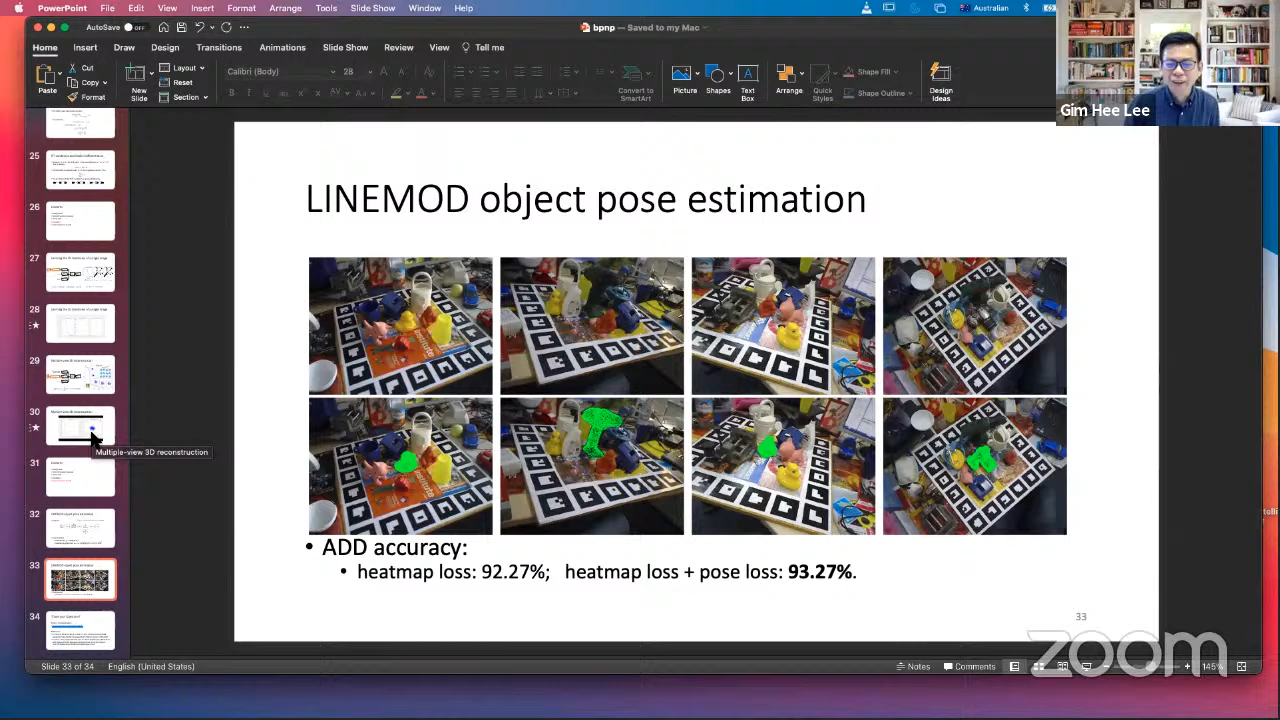 PowerPoint File Edit View Insert Format Arrange Tools Slide Show Window Help
Australian
AutoSave OFF
bpnp — Saved to my Mac
Home Insert Draw Design Transitions Animations Slide Show Review View Tell me
Paste
Cut
Copy
Format
New Slide
Layout
Reset
Section
Calibri (Body) 28
Convert to SmartArt
Picture
Shapes
Text Box
Arrange
Quick Styles
Shape Fill
Shape Outline
Design Ideas
Gim Hee Lee
25
26
27
28
29
30
Multiple-view 3D reconstruction
31
32
33
34
LINEMOD object pose estimation
• ADD accuracy:
• heatmap loss: 92.27%; heatmap loss + pose loss: 93.27%.
33
zoom
Slide 33 of 34 English (United States)
Notes Comments 145%